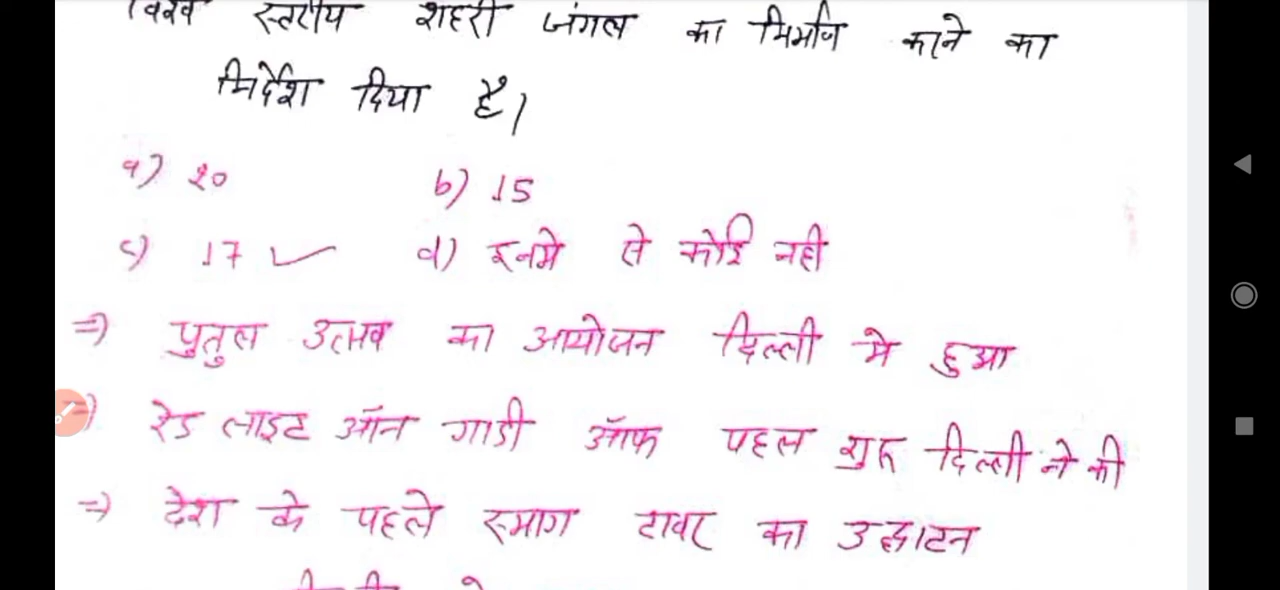 विश्व स्तरीय शहरी जंगल का निर्माण करने का
निर्देश दिया है।
a) 20 b) 15
c) 17 ✓ d) इनमे से कोई नही
⇒ पुतुल उत्सव का आयोजन दिल्ली मे हुआ
⇒ रेड लाइट ऑन गाडी ऑफ पहल शुरू दिल्ली ने की
⇒ देश के पहले स्माग टावर का उद्घाटन